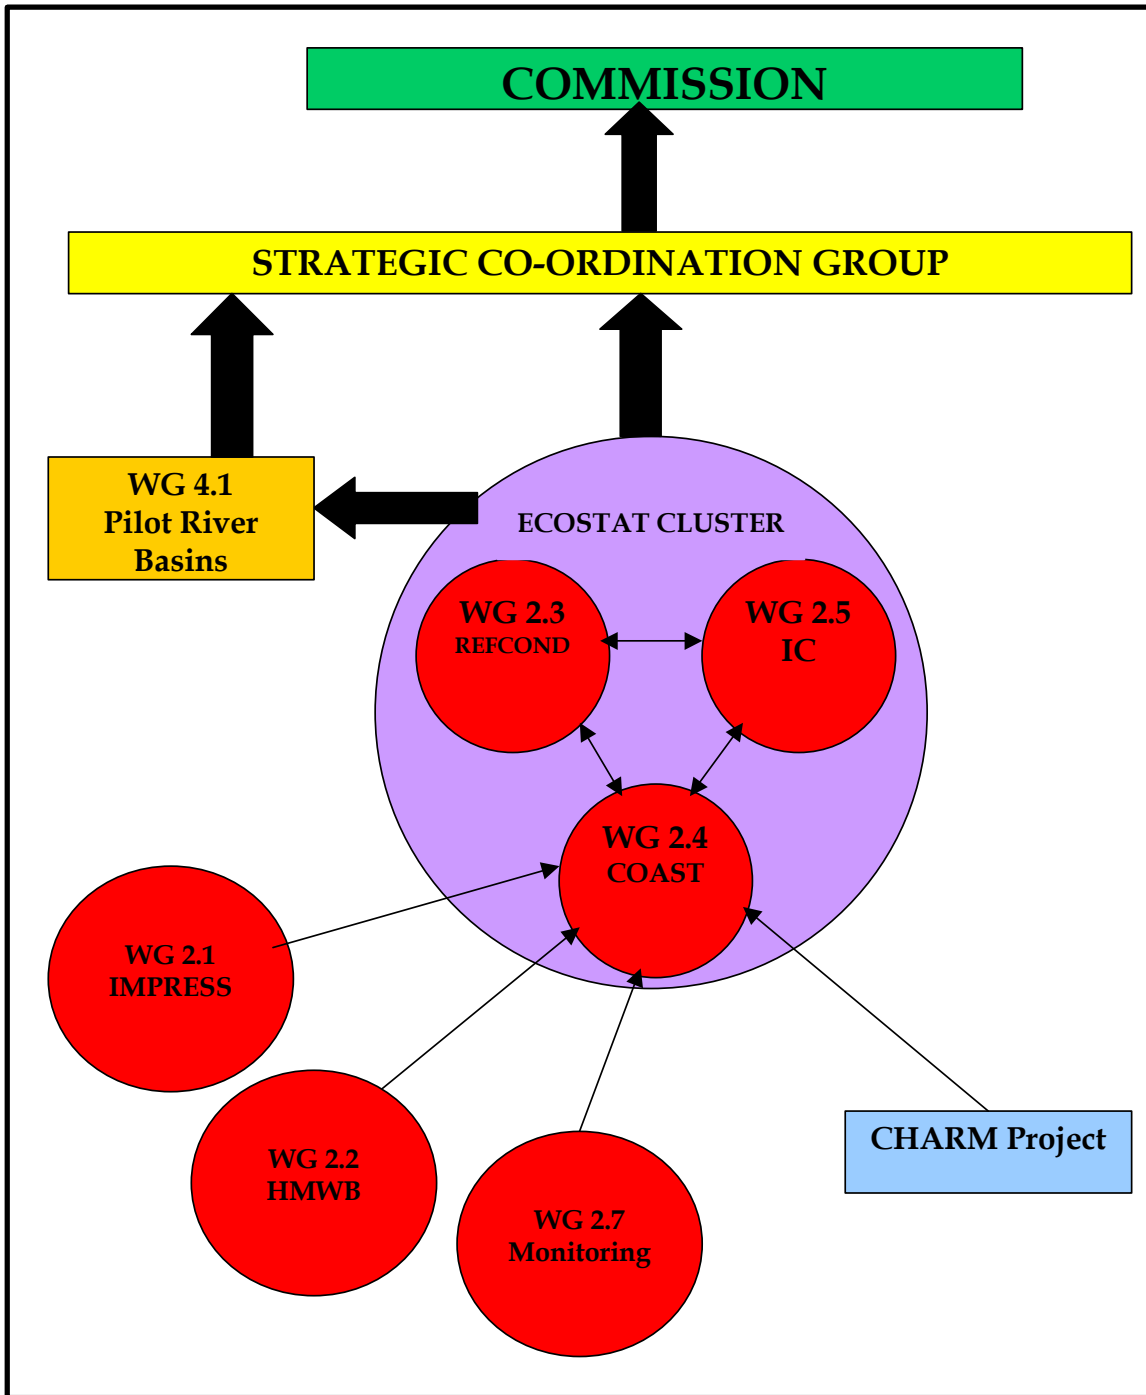 COMMISSION
STRATEGIC CO-ORDINATION GROUP
WG 4.1
Pilot River
Basins
ECOSTAT CLUSTER
WG 2.3
REFCOND
WG 2.5
IC
WG 2.4
COAST
WG 2.1
IMPRESS
WG 2.2
HMWB
WG 2.7
Monitoring
CHARM Project